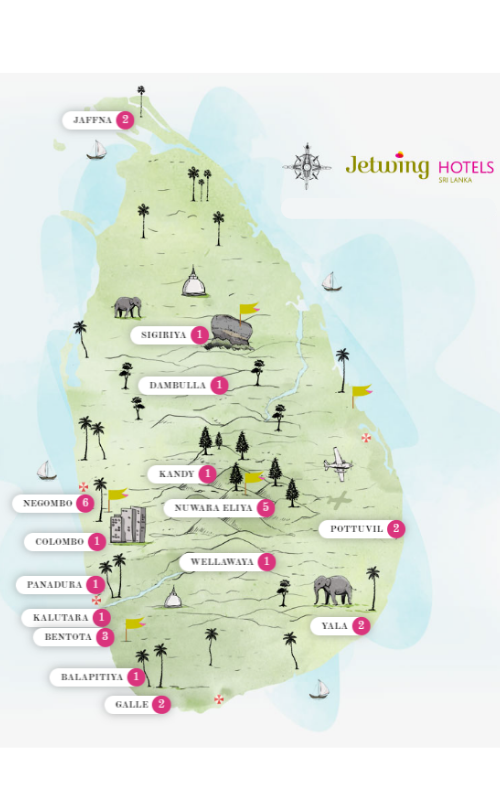 JAFFNA 2
Jetwing HOTELS
SRI LANKA
SIGIRIYA 1
DAMBULLA 1
KANDY 1
NEGOMBO 6
NUWARA ELIYA 5
POTTUVIL 2
COLOMBO 1
WELLAWAYA 1
PANADURA 1
KALUTARA 1
YALA 2
BENTOTA 3
BALAPITIYA 1
GALLE 2